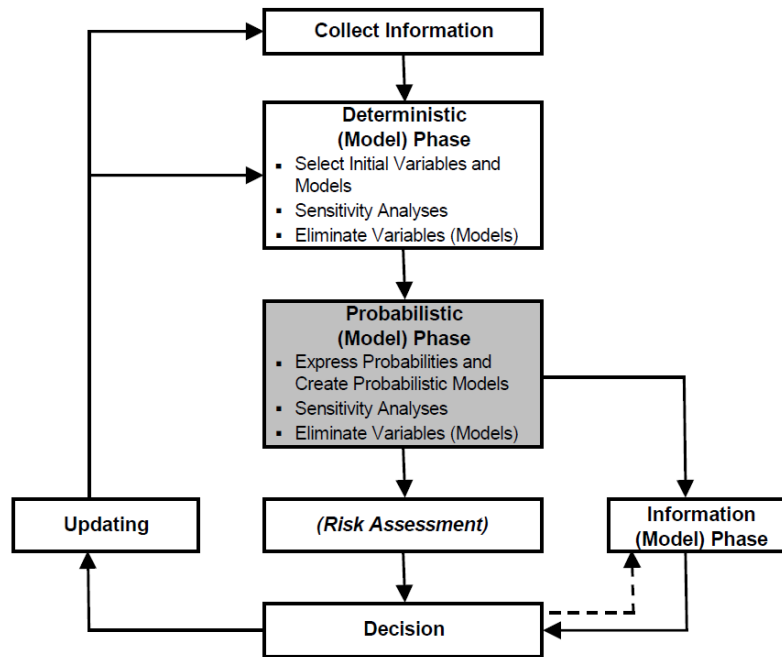 Collect Information
Deterministic
(Model) Phase
▪ Select Initial Variables and
Models
▪ Sensitivity Analyses
▪ Eliminate Variables (Models)
Probabilistic
(Model) Phase
▪ Express Probabilities and
Create Probabilistic Models
▪ Sensitivity Analyses
▪ Eliminate Variables (Models)
Updating
(Risk Assessment)
Information
(Model) Phase
Decision